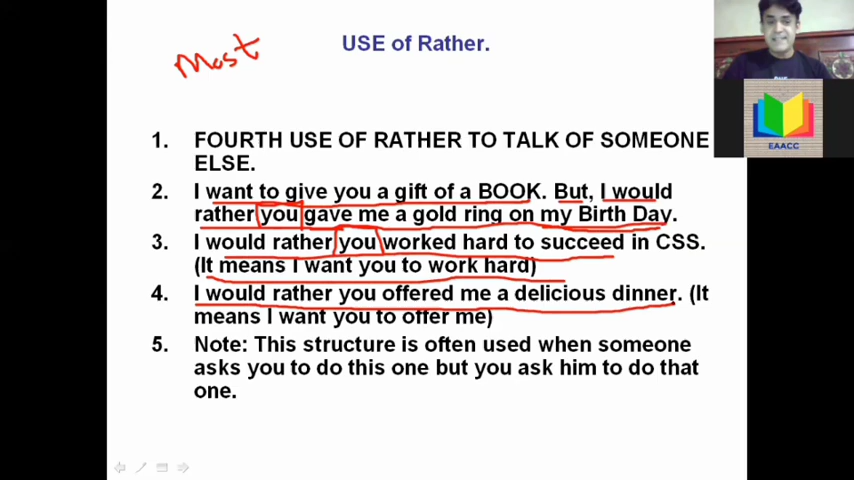 Most
USE of Rather.
EAACC
1. FOURTH USE OF RATHER TO TALK OF SOMEONE
ELSE.
2. I want to give you a gift of a BOOK. But, I would
rather you gave me a gold ring on my Birth Day.
3. I would rather you worked hard to succeed in CSS.
(It means I want you to work hard)
4. I would rather you offered me a delicious dinner. (It
means I want you to offer me)
5. Note: This structure is often used when someone
asks you to do this one but you ask him to do that
one.